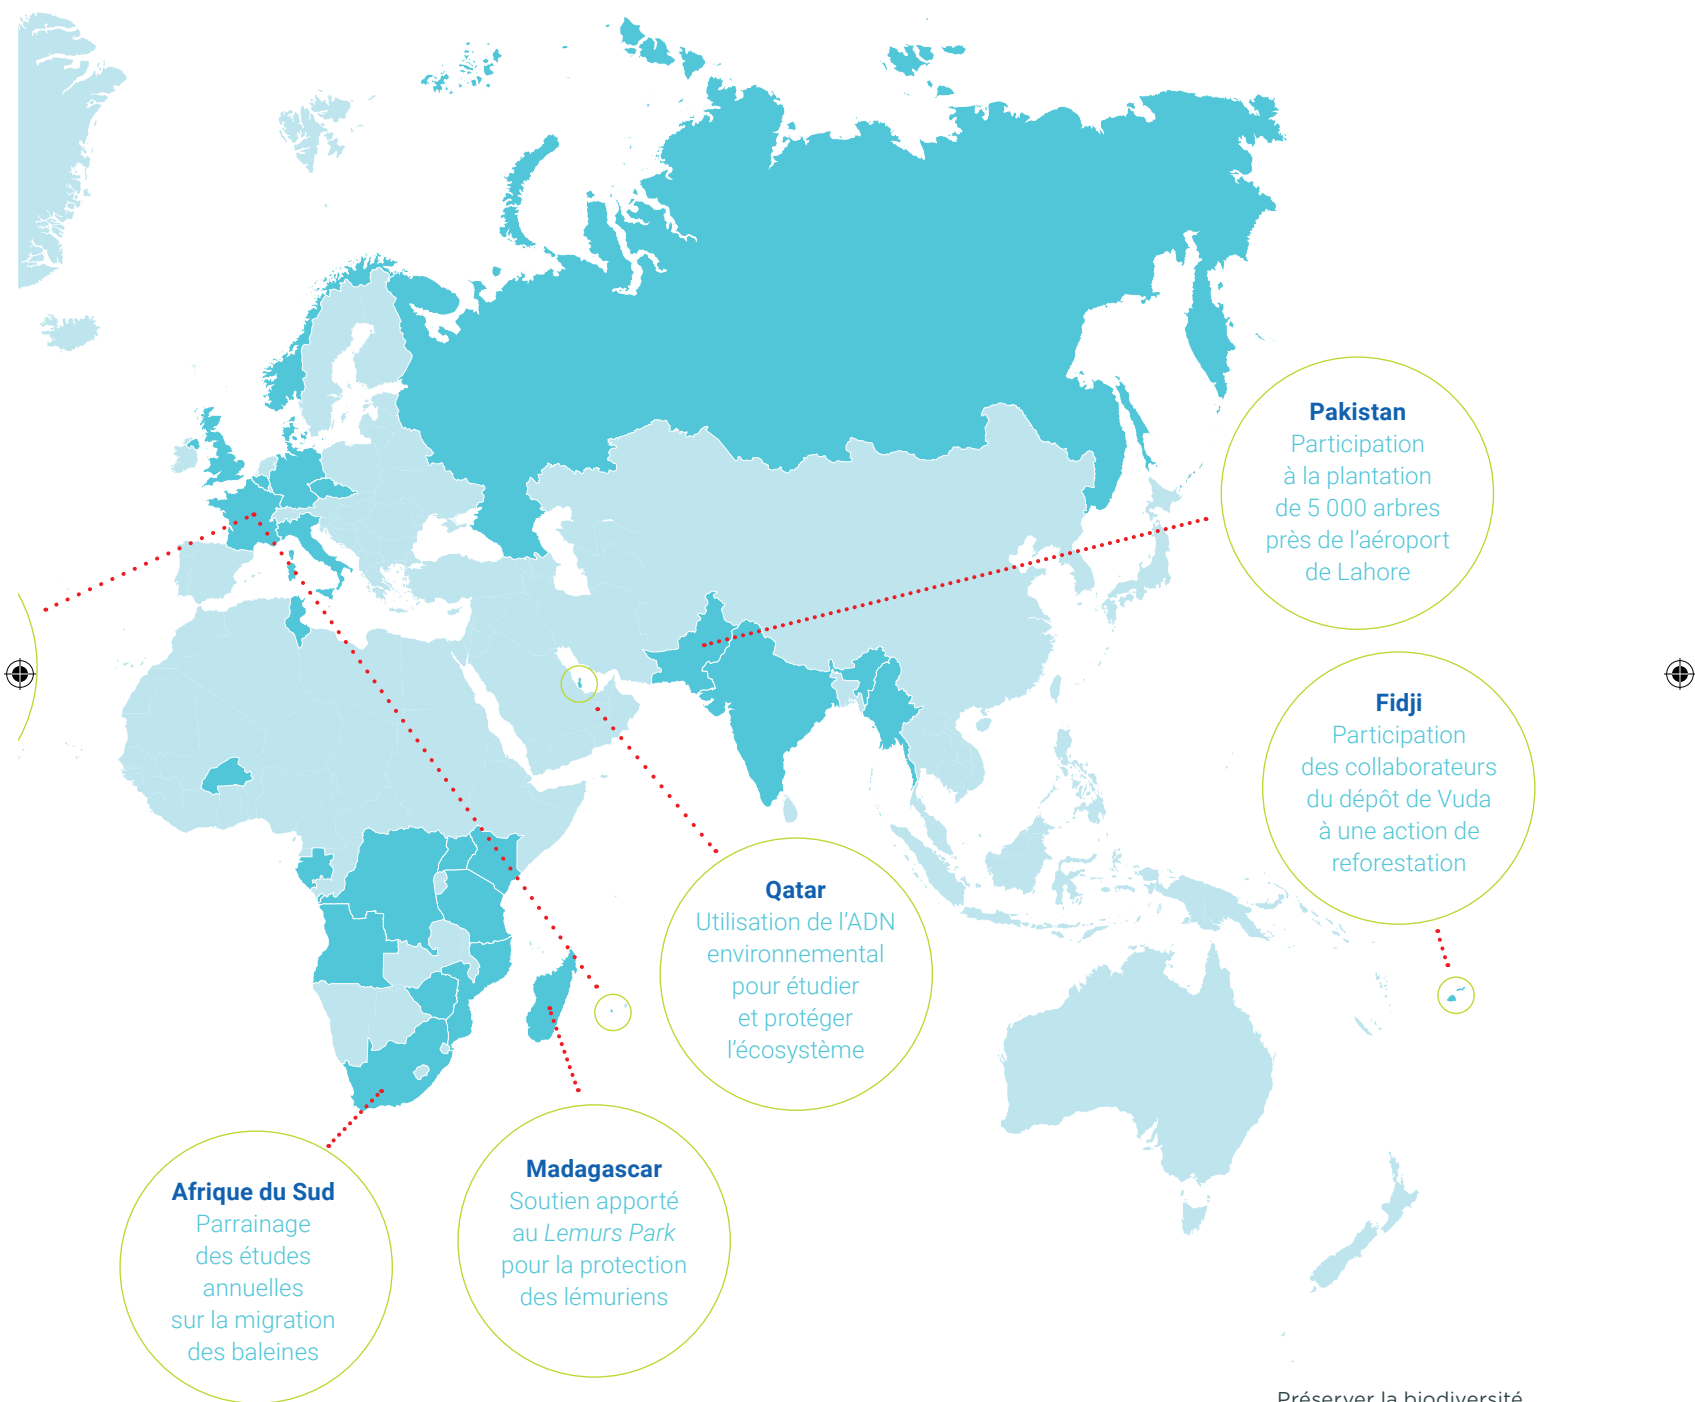 Pakistan
Participation
à la plantation
de 5 000 arbres
près de l'aéroport
de Lahore
Fidji
Participation
des collaborateurs
du dépôt de Vuda
à une action de
reforestation
Qatar
Utilisation de l'ADN
environnemental
pour étudier
et protéger
l'écosystème
Madagascar
Soutien apporté
au Lemurs Park
pour la protection
des lémuriens
Afrique du Sud
Parrainage
des études
annuelles
sur la migration
des baleines
Préserver la biodiversité